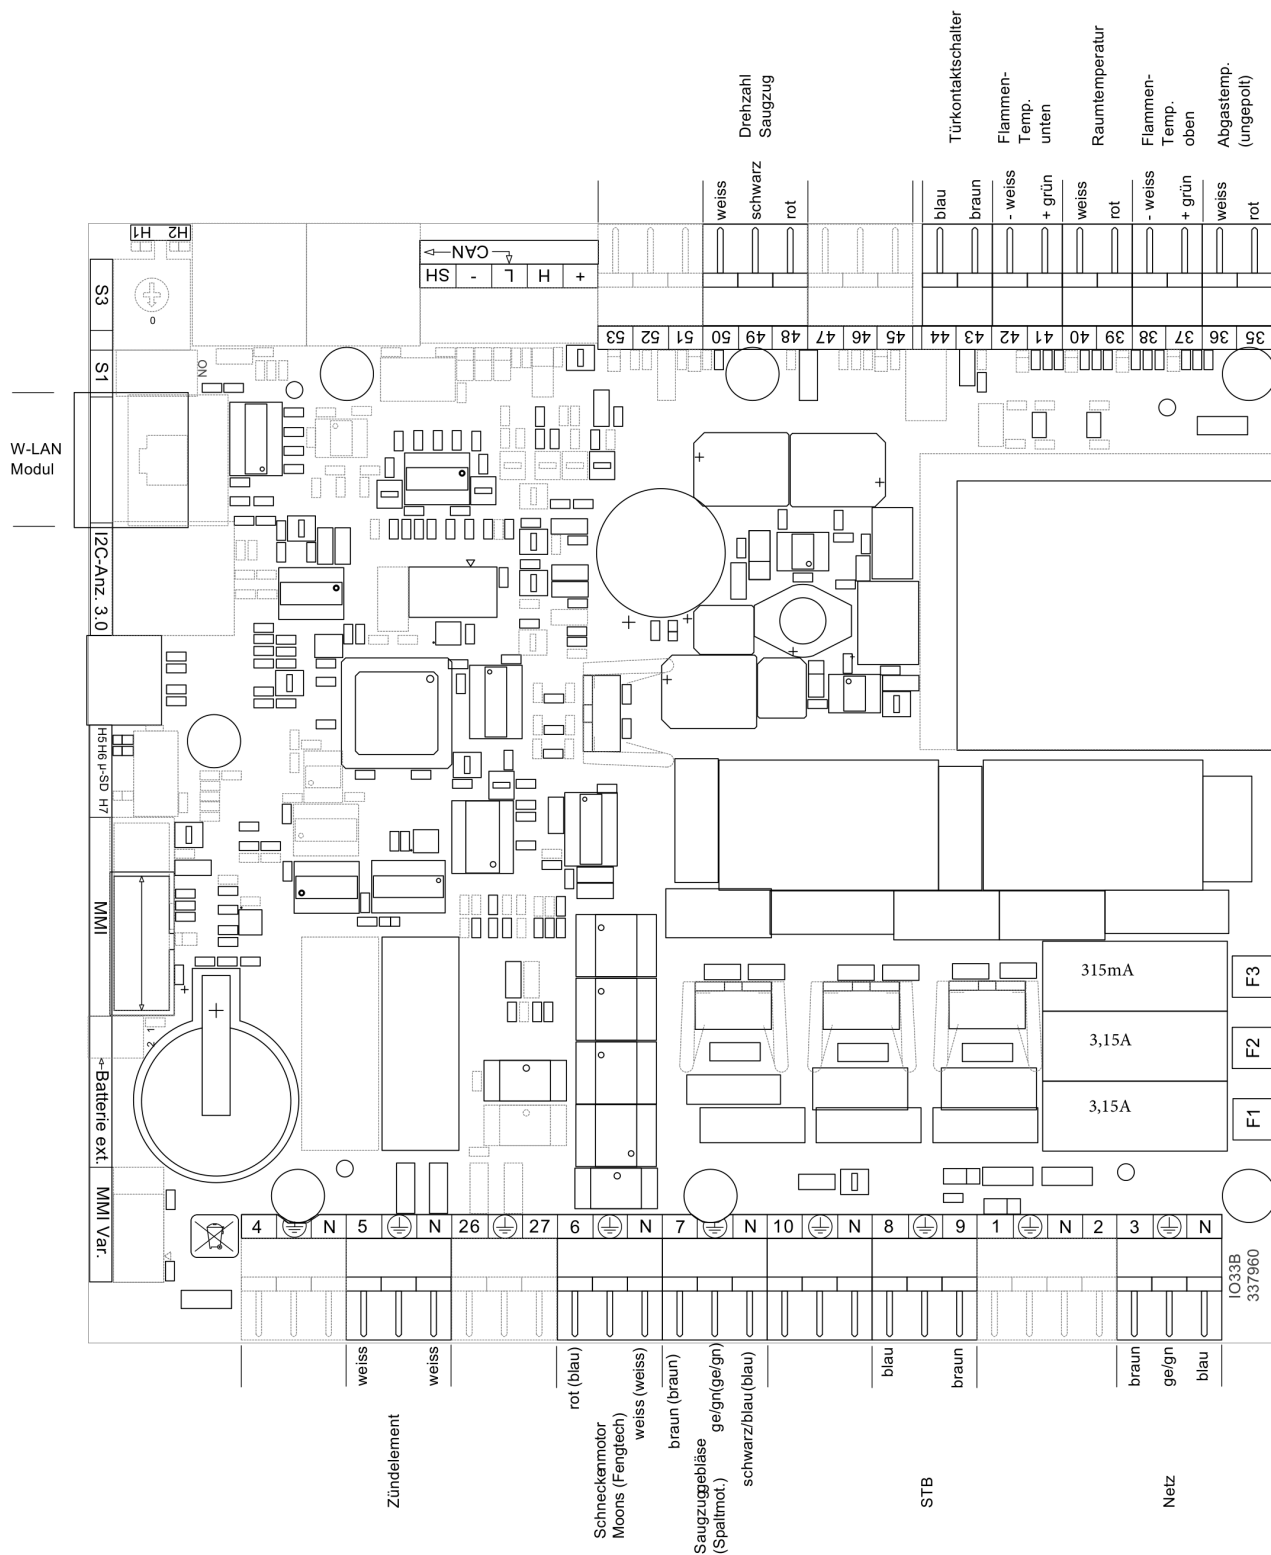 Drehzahl
Saugzug
Türkontaktschalter
Flammen-
Temp.
unten
Raumtemperatur
Flammen-
Temp.
oben
Abgastemp.
(ungepolt)
weiss
schwarz
rot
blau
braun
- weiss
+ grün
weiss
rot
- weiss
+ grün
weiss
rot
H1 H2
CAN
SH - L H +
53 52 51 50 49 48 47 46 45 44 43 42 41 40 39 38 37 36 35
S3
0
S1
ON
W-LAN
Modul
I2C-Anz. 3.0
H5 H6 µ-SD H7
MMI
+
2 1
Batterie ext.
MMI Var.
315mA
F3
3,15A
F2
3,15A
F1
4 N 5 N 26 27 6 N 7 N 10 N 8 9 1 N 2 3 N
IO33B
337960
weiss
weiss
rot (blau)
weiss (weiss)
braun (braun)
ge/gn(ge/gn)
schwarz/blau (blau)
blau
braun
braun
ge/gn
blau
Zündelement
Schneckenmotor
Moons (Fengtech)
Saugzuggebläse
(Spaltmot.)
STB
Netz